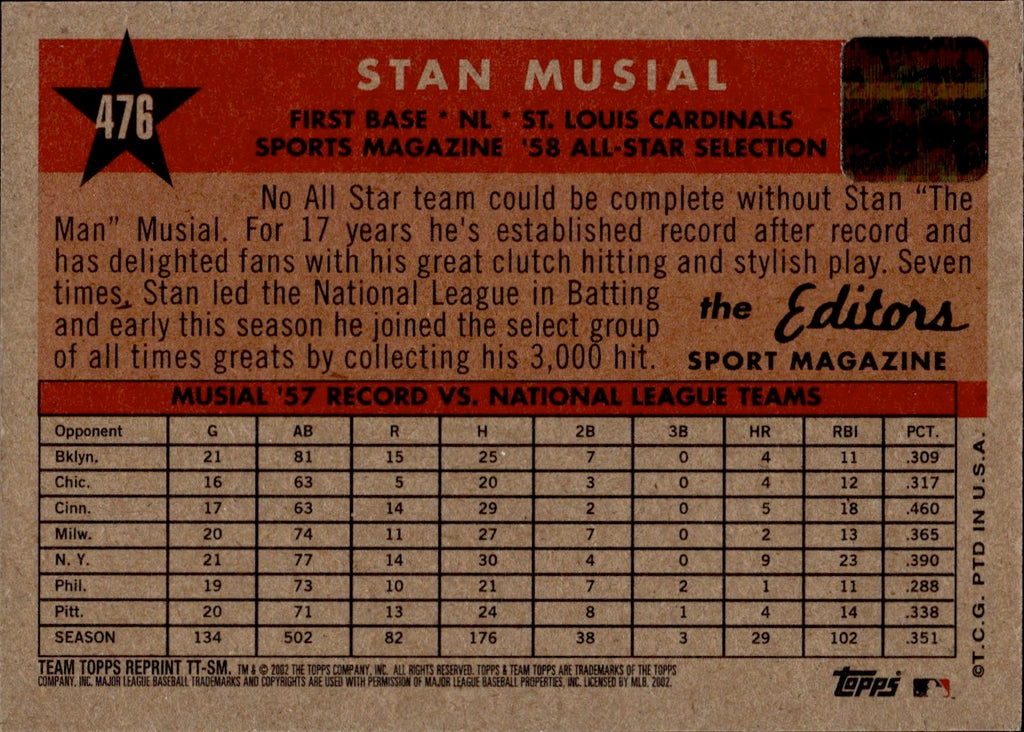 476
STAN MUSIAL
FIRST BASE * NL * ST. LOUIS CARDINALS
SPORTS MAGAZINE '58 ALL-STAR SELECTION
No All Star team could be complete without Stan “The
Man” Musial. For 17 years he's established record after record and
has delighted fans with his great clutch hitting and stylish play. Seven
times, Stan led the National League in Batting
and early this season he joined the select group
of all times greats by collecting his 3,000 hit.
the Editors
SPORT MAGAZINE
MUSIAL '57 RECORD VS. NATIONAL LEAGUE TEAMS
Opponent G AB R H 2B 3B HR RBI PCT.
Bklyn. 21 81 15 25 7 0 4 11 .309
Chic. 16 63 5 20 3 0 4 12 .317
Cinn. 17 63 14 29 2 0 5 18 .460
Milw. 20 74 11 27 7 0 2 13 .365
N. Y. 21 77 14 30 4 0 9 23 .390
Phil. 19 73 10 21 7 2 1 11 .288
Pitt. 20 71 13 24 8 1 4 14 .338
SEASON 134 502 82 176 38 3 29 102 .351
©T.C.G. PTD IN U.S.A.
TEAM TOPPS REPRINT TT-SM. TM & © 2002 THE TOPPS COMPANY, INC. ALL RIGHTS RESERVED. TOPPS & TEAM TOPPS ARE TRADEMARKS OF THE TOPPS
COMPANY, INC. MAJOR LEAGUE BASEBALL TRADEMARKS AND COPYRIGHTS ARE USED WITH PERMISSION OF MAJOR LEAGUE BASEBALL PROPERTIES, INC. LICENSED BY MLB, 2002.
Topps